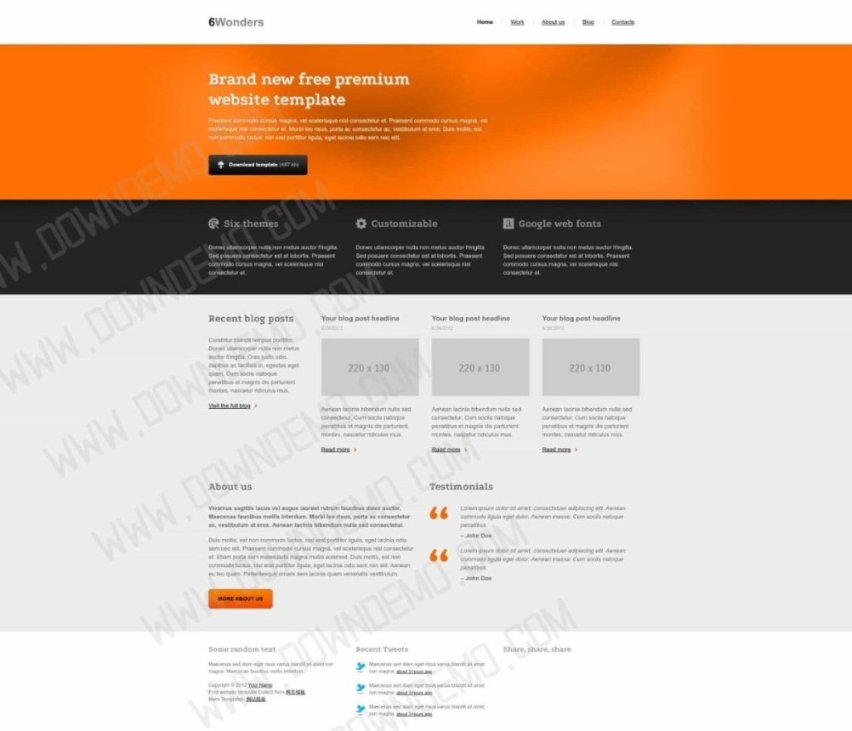 6Wonders
Home
Work
About us
Blog
Contacts
Brand new free premium
website template
Praesent commodo cursus magna, vel scelerisque nisl consectetur et. Praesent commodo cursus magna, vel
scelerisque nisl consectetur et. Morbi leo risus, porta ac consectetur ac, vestibulum at eros. Duis mollis, est
non commodo luctus, nisi erat porttitor ligula, eget lacinia odio sem nec elit.
Download template (487 kb)
Six themes
Donec ullamcorper nulla non metus auctor fringilla.
Sed posuere consectetur est at lobortis. Praesent
commodo cursus magna, vel scelerisque nisl
consectetur et.
Customizable
Donec ullamcorper nulla non metus auctor fringilla.
Sed posuere consectetur est at lobortis. Praesent
commodo cursus magna, vel scelerisque nisl
consectetur et.
Google web fonts
Donec ullamcorper nulla non metus auctor fringilla.
Sed posuere consectetur est at lobortis. Praesent
commodo cursus magna, vel scelerisque nisl
consectetur et.
Recent blog posts
Curabitur blandit tempus porttitor.
Donec ullamcorper nulla non metus
auctor fringilla. Cras justo odio,
dapibus ac facilisis in, egestas eget
quam. Cum sociis natoque
penatibus et magnis dis parturient
montes, nascetur ridiculus mus.
Visit the full blog
Your blog post headline
220 x 130
Aenean lacinia bibendum nulla sed
consectetur. Cum sociis natoque
penatibus et magnis dis parturient
montes, nascetur ridiculus mus.
Read more
Your blog post headline
220 x 130
Aenean lacinia bibendum nulla sed
consectetur. Cum sociis natoque
penatibus et magnis dis parturient
montes, nascetur ridiculus mus.
Read more
Your blog post headline
220 x 130
Aenean lacinia bibendum nulla sed
consectetur. Cum sociis natoque
penatibus et magnis dis parturient
montes, nascetur ridiculus mus.
Read more
About us
Vivamus sagittis lacus vel augue laoreet rutrum faucibus dolor auctor.
Maecenas faucibus mollis interdum. Morbi leo risus, porta ac consectetur
ac, vestibulum at eros. Aenean lacinia bibendum nulla sed consectetur.
Duis mollis, est non commodo luctus, nisi erat porttitor ligula, eget lacinia odio
sem nec elit. Praesent commodo cursus magna, vel scelerisque nisl consectetur
et. Etiam porta sem malesuada magna mollis euismod. Duis mollis, est non
commodo luctus, nisi erat porttitor ligula, eget lacinia odio sem nec elit. Aenean
eu leo quam. Pellentesque ornare sem lacinia quam venenatis vestibulum.
MORE ABOUT US
Testimonials
Lorem ipsum dolor sit amet, consectetuer adipiscing elit. Aenean
commodo ligula eget dolor. Aenean massa. Cum sociis natoque
penatibus.
– John Doe
Lorem ipsum dolor sit amet, consectetuer adipiscing elit. Aenean
commodo ligula eget dolor. Aenean massa. Cum sociis natoque
penatibus.
– John Doe
Some random text
Maecenas sed diam eget risus varius blandit sit amet non
magna. Maecenas faucibus mollis interdum.
Copyright © 2012 Your Name
More Templates
网站模板
Recent Tweets
Maecenas sed diam eget risus varius blandit sit amet
non magna. about 31hours ago
Maecenas sed diam eget risus varius blandit sit amet
non magna. about 31hours ago
Maecenas sed diam eget risus varius blandit sit amet
non magna. about 31hours ago
Share, share, share
WWW.DOWNDEMO.COM
WWW.DOWNDEMO.COM
WWW.DOWNDEMO.COM
WWW.DOWNDEMO.COM